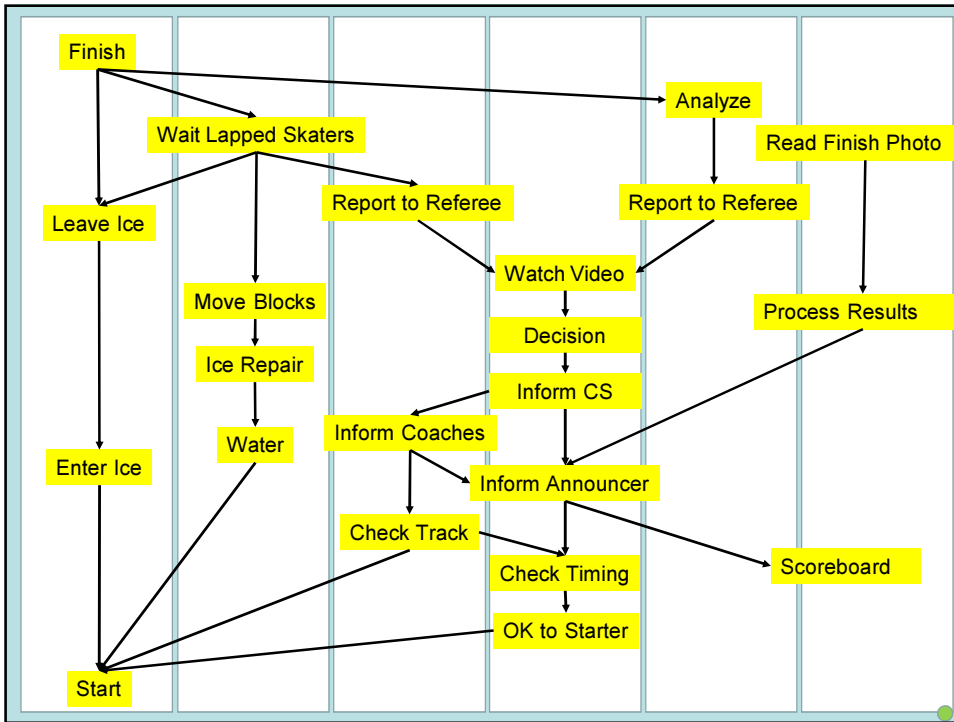 Finish
Analyze
Wait Lapped Skaters
Read Finish Photo
Report to Referee
Report to Referee
Leave Ice
Watch Video
Move Blocks
Process Results
Decision
Ice Repair
Inform CS
Inform Coaches
Water
Enter Ice
Inform Announcer
Check Track
Scoreboard
Check Timing
OK to Starter
Start